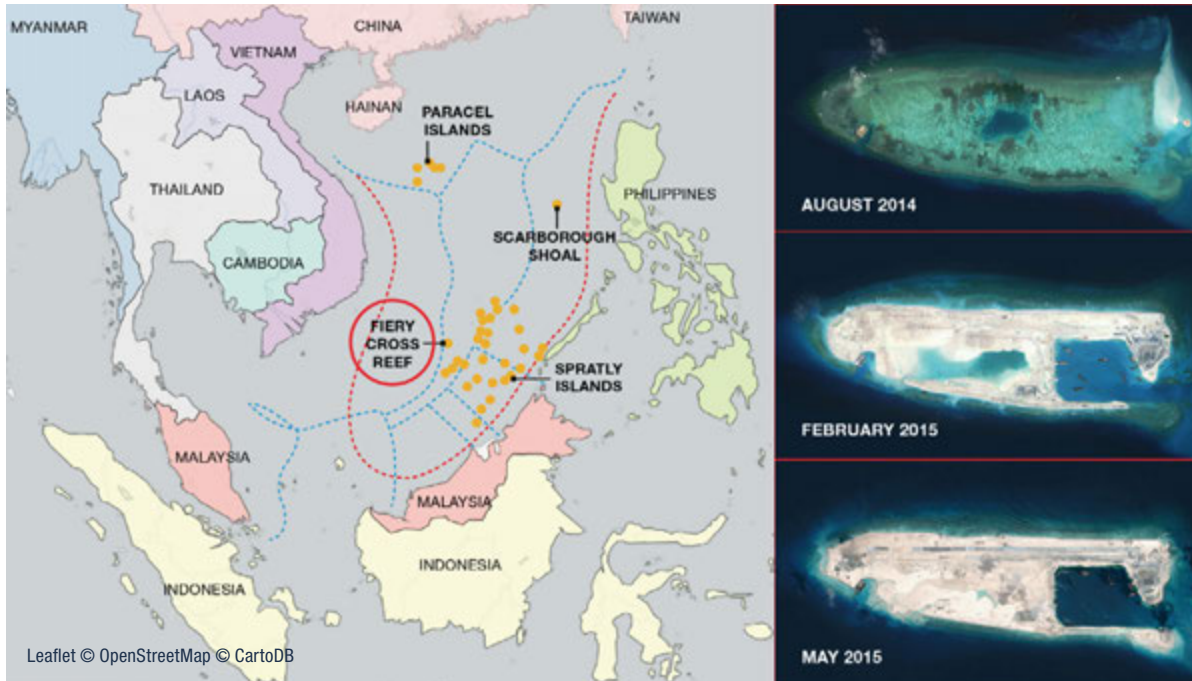 MYANMAR
CHINA
TAIWAN
VIETNAM
LAOS
HAINAN
PARACEL
ISLANDS
THAILAND
PHILIPPINES
SCARBOROUGH
SHOAL
CAMBODIA
FIERY
CROSS
REEF
SPRATLY
ISLANDS
MALAYSIA
MALAYSIA
INDONESIA
INDONESIA
Leaflet © OpenStreetMap © CartoDB
AUGUST 2014
FEBRUARY 2015
MAY 2015